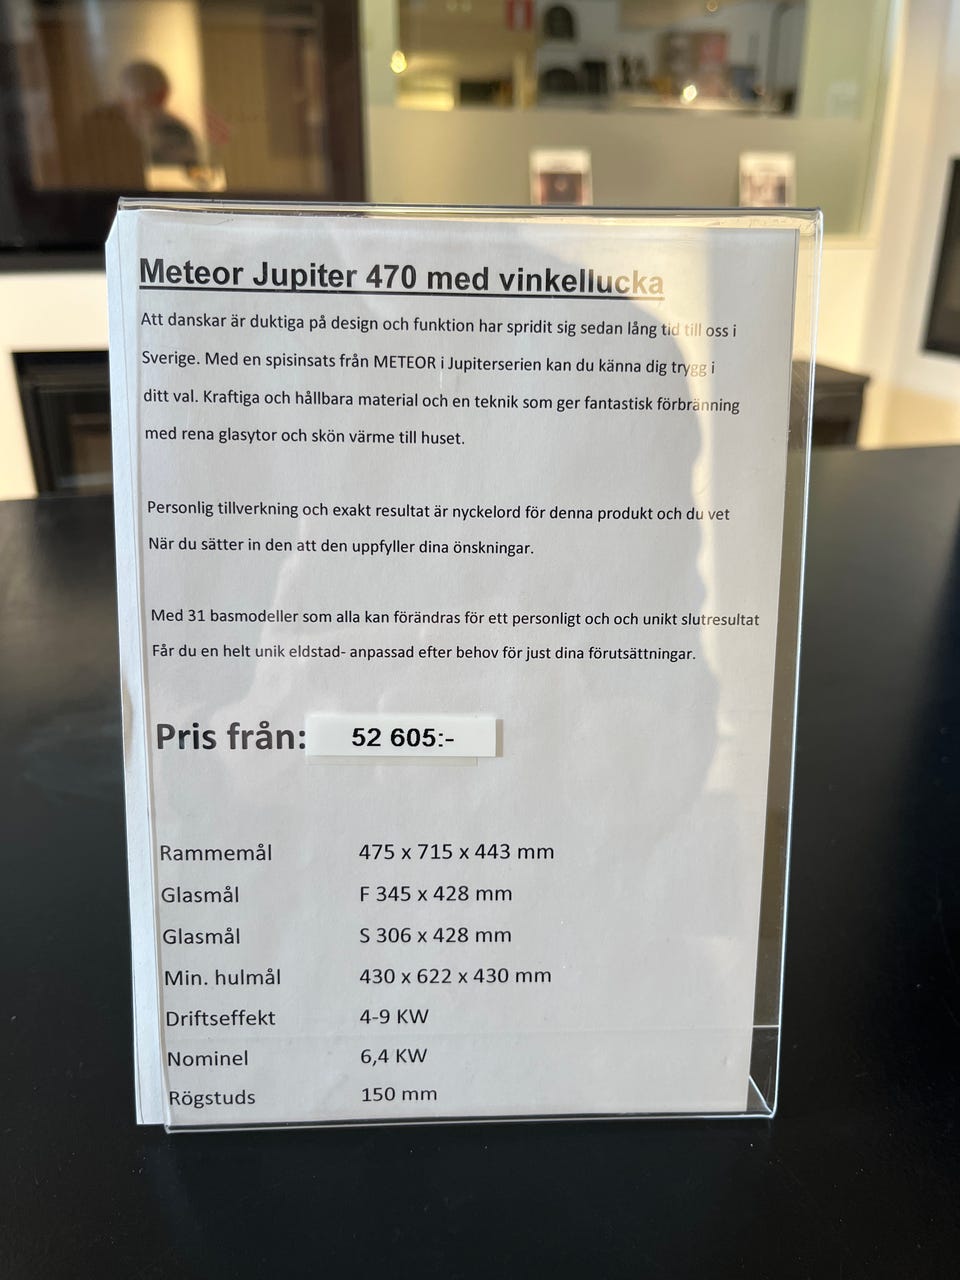 Meteor Jupiter 470 med vinkellucka
Att danskar är duktiga på design och funktion har spridit sig sedan lång tid till oss i
Sverige. Med en spisinsats från METEOR i Jupiterserien kan du känna dig trygg i
ditt val. Kraftiga och hållbara material och en teknik som ger fantastisk förbränning
med rena glasytor och skön värme till huset.
Personlig tillverkning och exakt resultat är nyckelord för denna produkt och du vet
När du sätter in den att den uppfyller dina önskningar.
Med 31 basmodeller som alla kan förändras för ett personligt och och unikt slutresultat
Får du en helt unik eldstad- anpassad efter behov för just dina förutsättningar.
Pris från: 52 605:-
Rammemål 475 x 715 x 443 mm
Glasmål F 345 x 428 mm
Glasmål S 306 x 428 mm
Min. hulmål 430 x 622 x 430 mm
Driftseffekt 4-9 KW
Nominel 6,4 KW
Rögstuds 150 mm